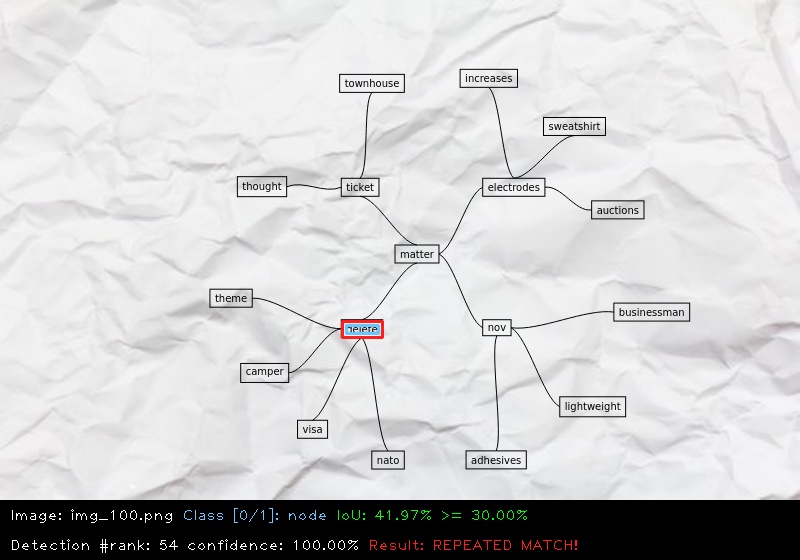 townhouse
increases
sweatshirt
thought
ticket
electrodes
auctions
matter
theme
businessman
nov
camper
lightweight
visa
nato
adhesives
Image: img_100.png Class [0/1]: node IoU: 41.97% >= 30.00%
Detection #rank: 54 confidence: 100.00% Result: REPEATED MATCH!